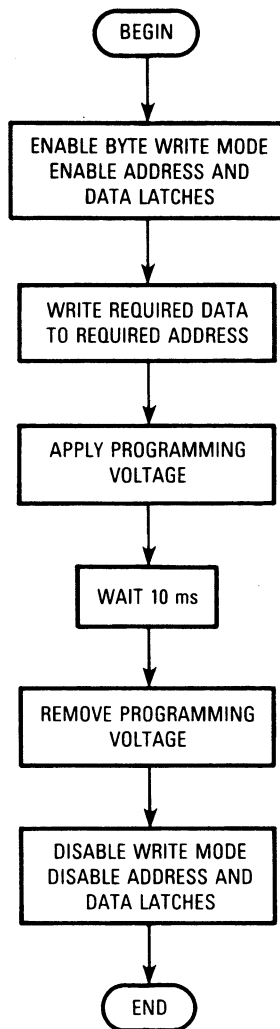 BEGIN
ENABLE BYTE WRITE MODE
ENABLE ADDRESS AND
DATA LATCHES
WRITE REQUIRED DATA
TO REQUIRED ADDRESS
APPLY PROGRAMMING
VOLTAGE
WAIT 10 ms
REMOVE PROGRAMMING
VOLTAGE
DISABLE WRITE MODE
DISABLE ADDRESS AND
DATA LATCHES
END